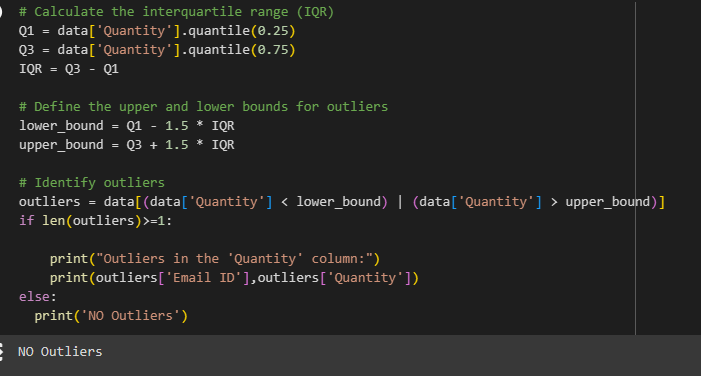 # Calculate the interquartile range (IQR)
Q1 = data['Quantity'].quantile(0.25)
Q3 = data['Quantity'].quantile(0.75)
IQR = Q3 - Q1
# Define the upper and lower bounds for outliers
lower_bound = Q1 - 1.5 * IQR
upper_bound = Q3 + 1.5 * IQR
# Identify outliers
outliers = data[(data['Quantity'] < lower_bound) | (data['Quantity'] > upper_bound)]
if len(outliers)>=1:
print("Outliers in the 'Quantity' column:")
print(outliers['Email ID'],outliers['Quantity'])
else:
print('NO Outliers')
NO Outliers